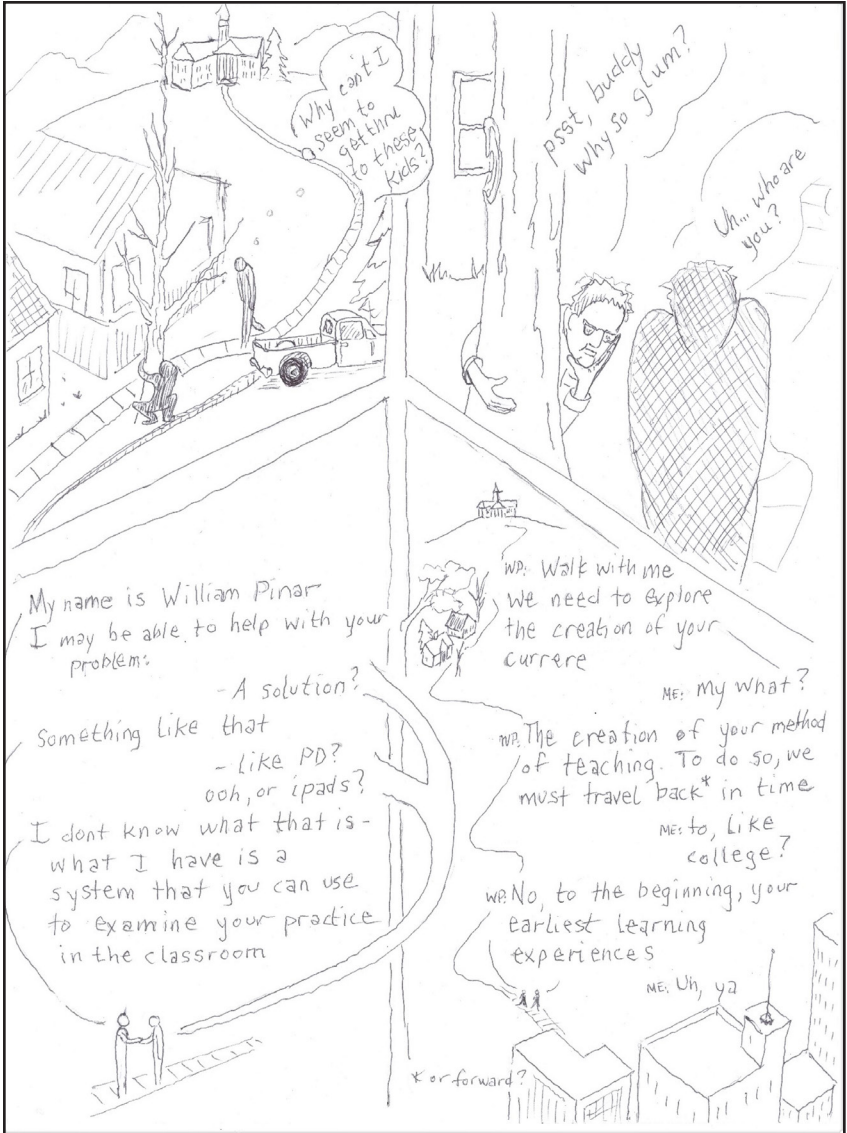 Why can't I
seem to
get thru
to these
kids?
psst, buddy
why so glum?
Uh... who are
you?
My name is William Pinar
I may be able to help with your
problem.
- A solution?
Something like that
- like PD?
ooh, or ipads?
I dont know what that is-
what I have is a
system that you can use
to examine your practice
in the classroom
WP: Walk with me
we need to explore
the creation of your
currere
ME: My what?
WP: The creation of your method
of teaching. To do so, we
must travel back* in time
ME: to, like
college?
WP: No, to the beginning, your
earliest learning
experiences
ME: Uh, ya
* or forward?